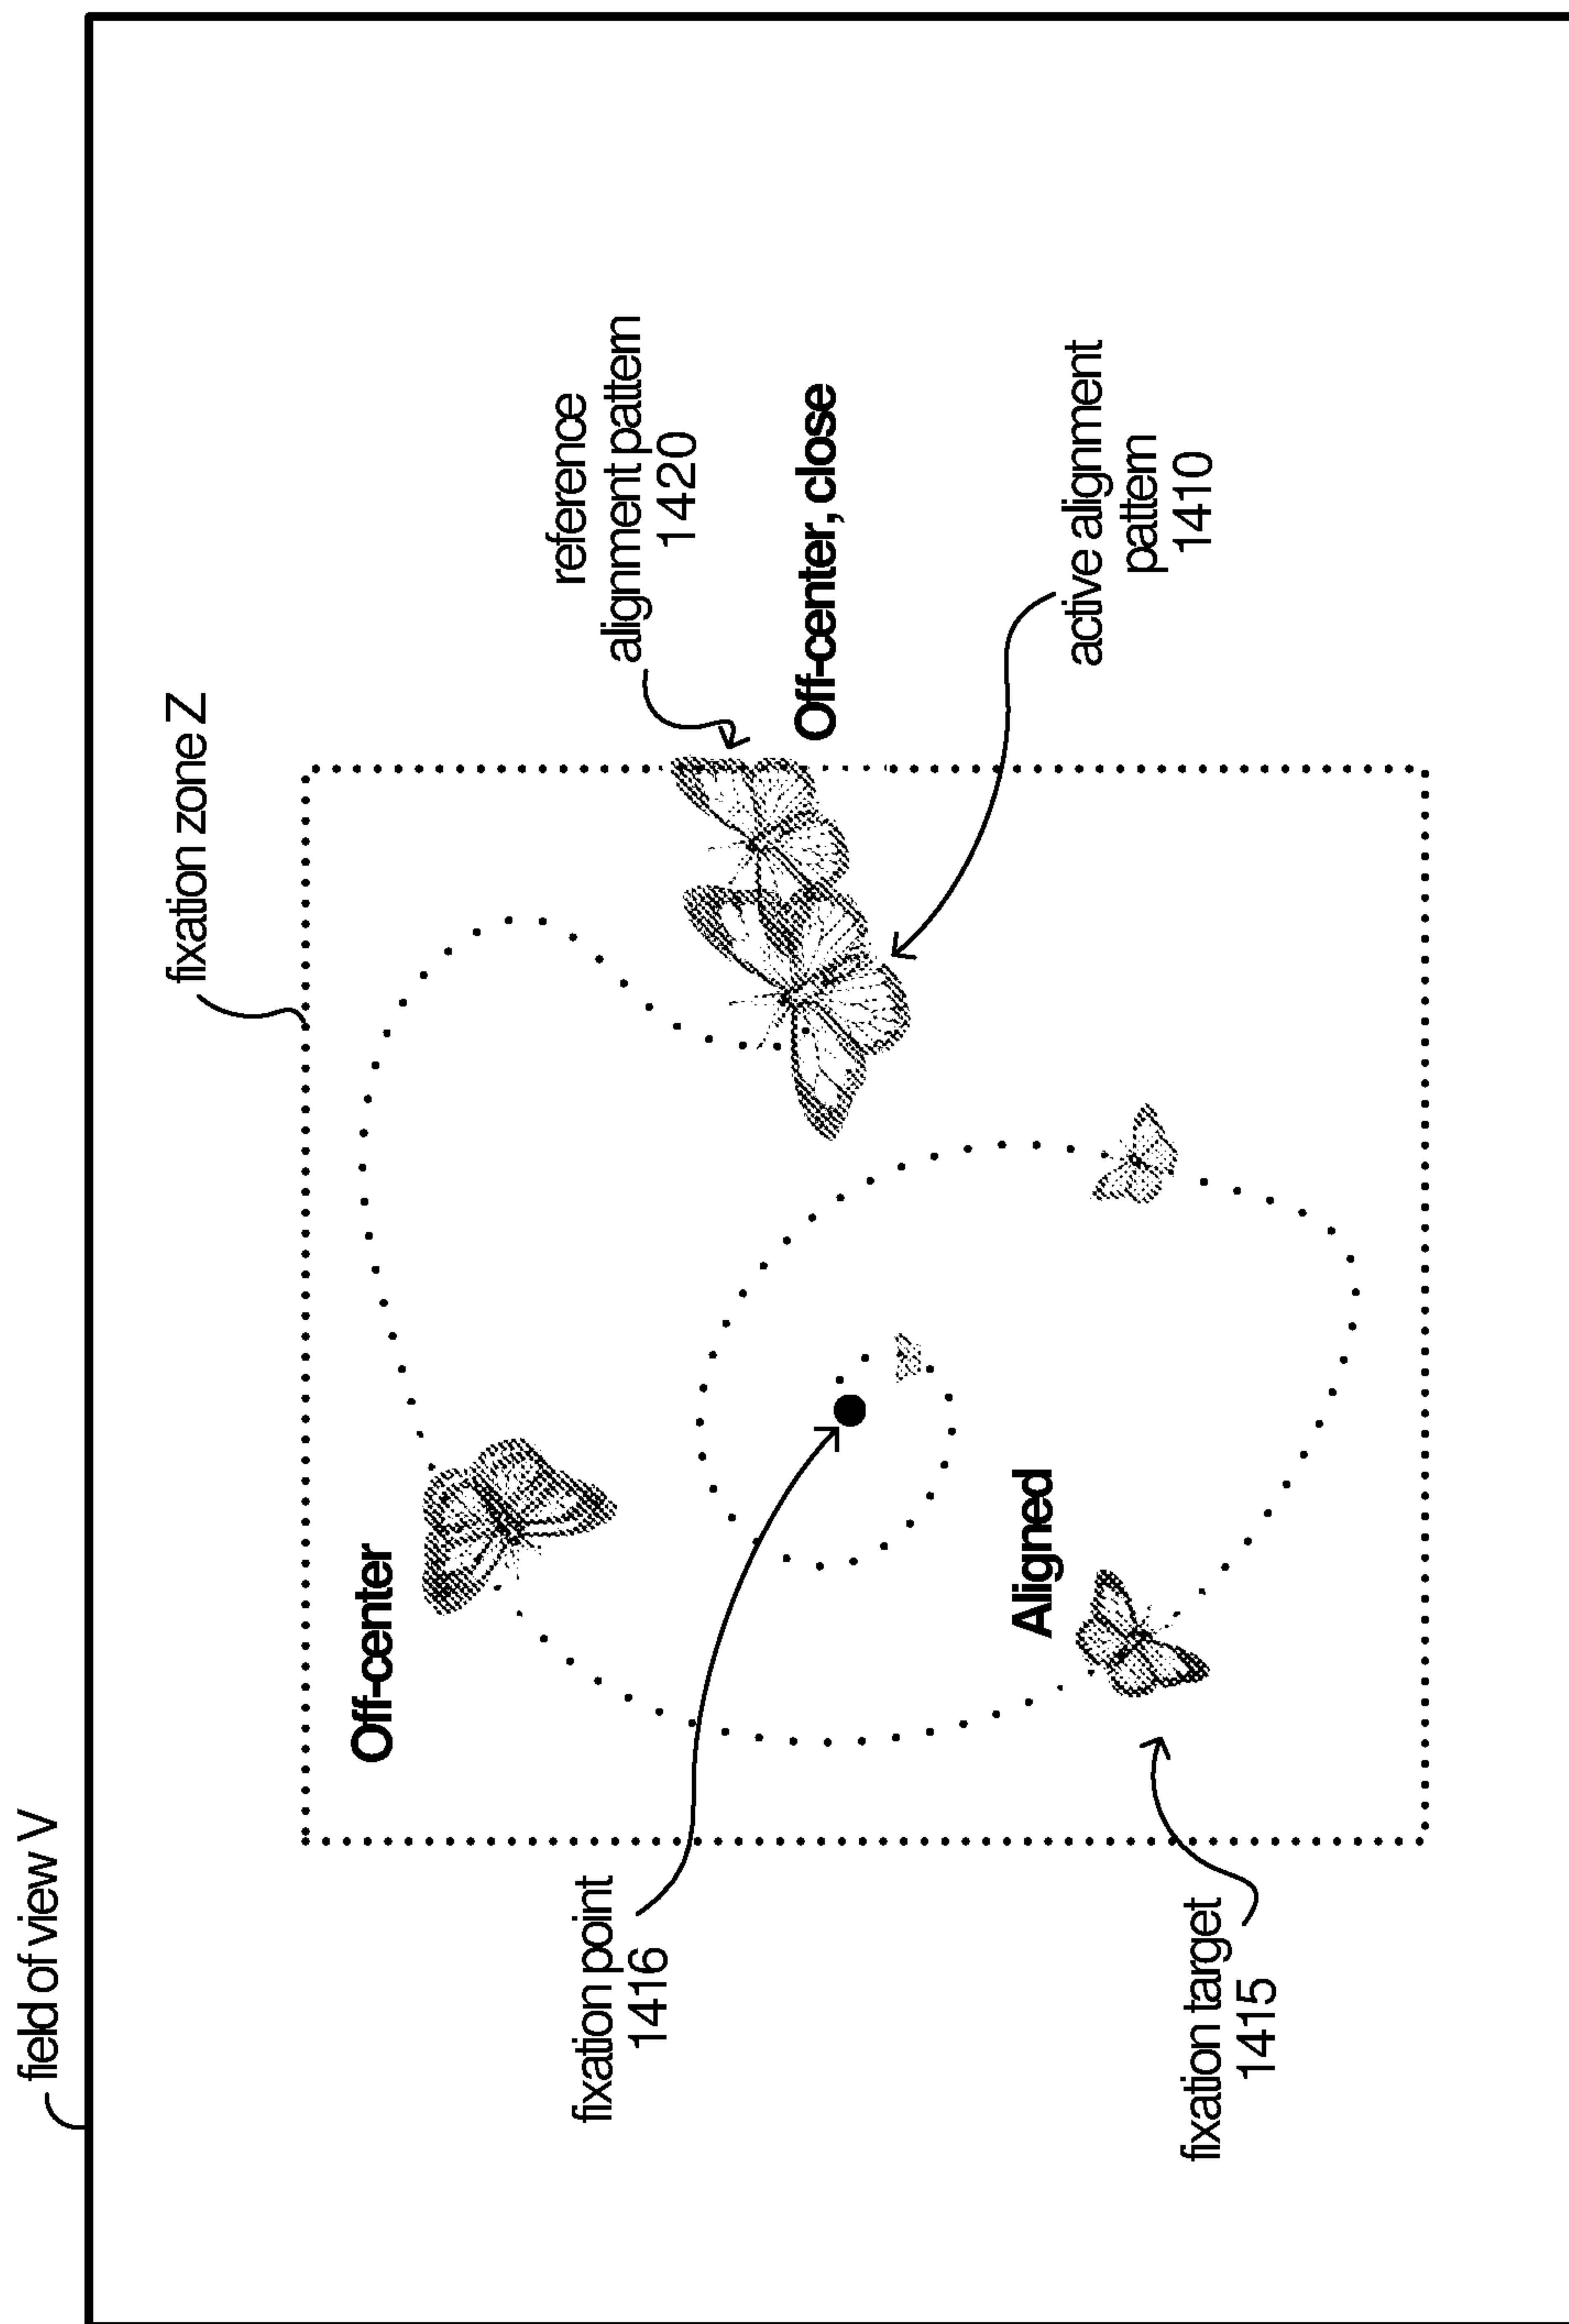 field of view V
fixation zone Z
Off-center
reference
alignment pattern
1420
Off-center, close
fixation point
1416
Aligned
active alignment
pattern
1410
fixation target
1415